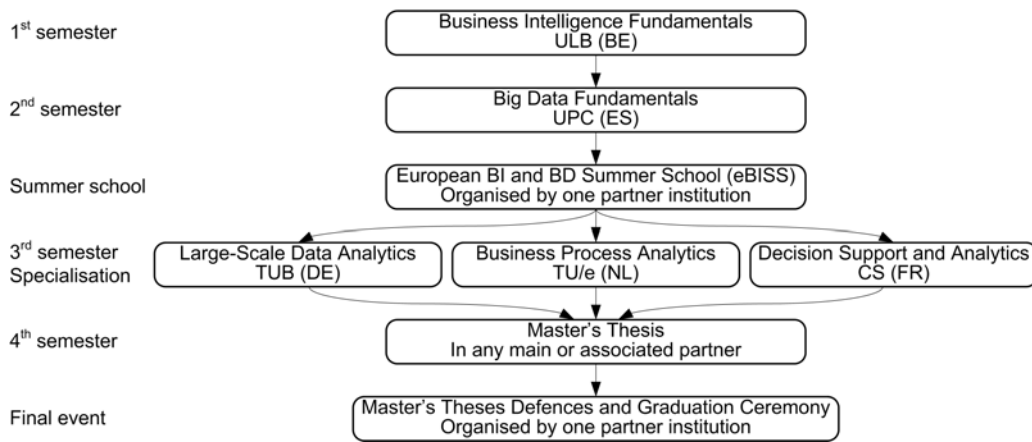 1st semester
Business Intelligence Fundamentals
ULB (BE)
2nd semester
Big Data Fundamentals
UPC (ES)
Summer school
European BI and BD Summer School (eBISS)
Organised by one partner institution
3rd semester
Specialisation
Large-Scale Data Analytics
TUB (DE)
Business Process Analytics
TU/e (NL)
Decision Support and Analytics
CS (FR)
4th semester
Master's Thesis
In any main or associated partner
Final event
Master's Theses Defences and Graduation Ceremony
Organised by one partner institution